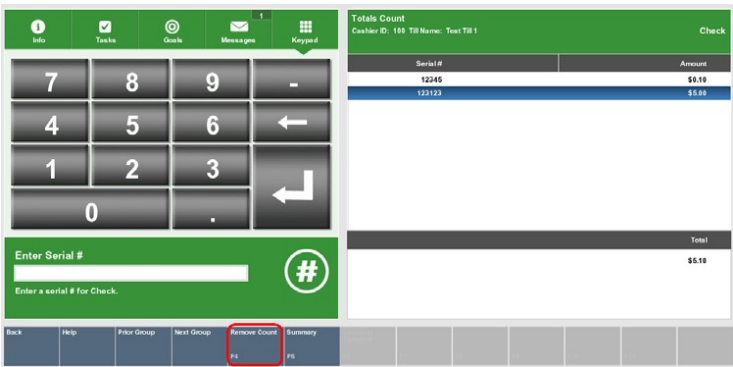 1
Info
Tasks
Goals
Messages
Keypad
7 8 9 -
4 5 6
1 2 3
0 .
Enter Serial #
Enter a serial # for Check.
#
Totals Count
Cashier ID: 100 Till Name: Test Till 1
Check
Serial # Amount
12345 $0.10
123123 $5.00
Total
$5.10
Back
Help
Prior Group
Next Group
Remove Count
F4
Summary
F5